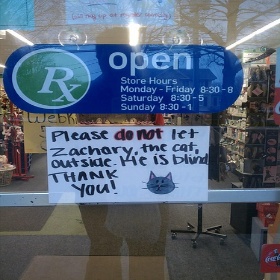 Rx
open
Store Hours
Monday - Friday 8:30-8
Saturday 8:30-5
Sunday 8:30-1
Please do not let
Zachary, the cat,
outside. He is blind
THANK
YOU!